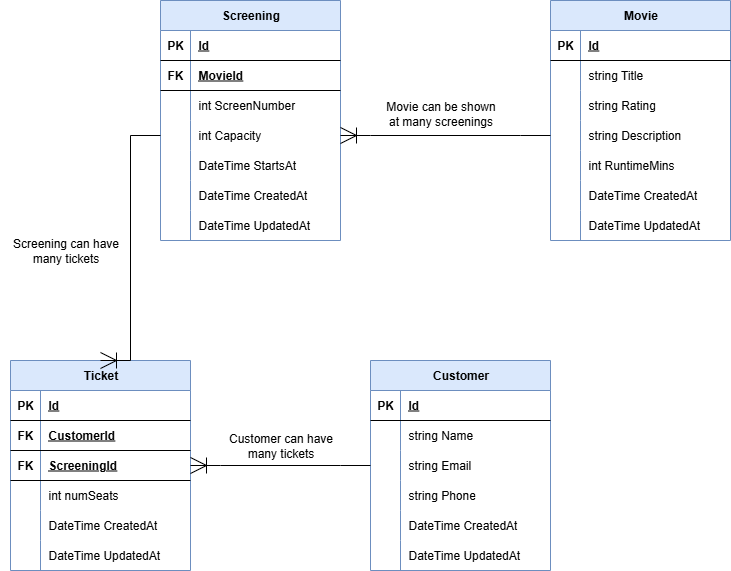 Screening
PK Id
FK MovieId
int ScreenNumber
int Capacity
DateTime StartsAt
DateTime CreatedAt
DateTime UpdatedAt
Movie can be shown
at many screenings
Movie
PK Id
string Title
string Rating
string Description
int RuntimeMins
DateTime CreatedAt
DateTime UpdatedAt
Screening can have
many tickets
Ticket
PK Id
FK CustomerId
FK ScreeningId
int numSeats
DateTime CreatedAt
DateTime UpdatedAt
Customer can have
many tickets
Customer
PK Id
string Name
string Email
string Phone
DateTime CreatedAt
DateTime UpdatedAt